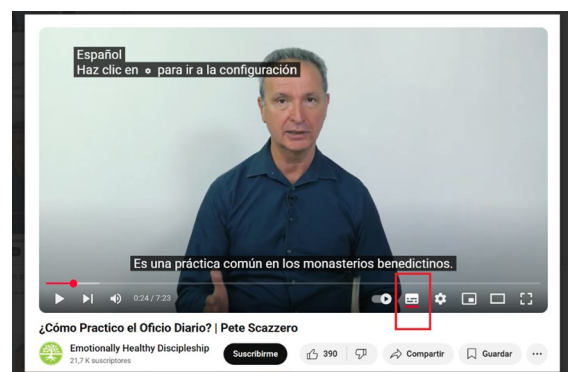 Español
Haz clic en para ir a la configuración
Es una práctica común en los monasterios benedictinos.
0:24 / 7:23
¿Cómo Practico el Oficio Diario? | Pete Scazzero
Emotionally Healthy Discipleship
21,7 K suscriptores
Suscribirme
390
Compartir
Guardar